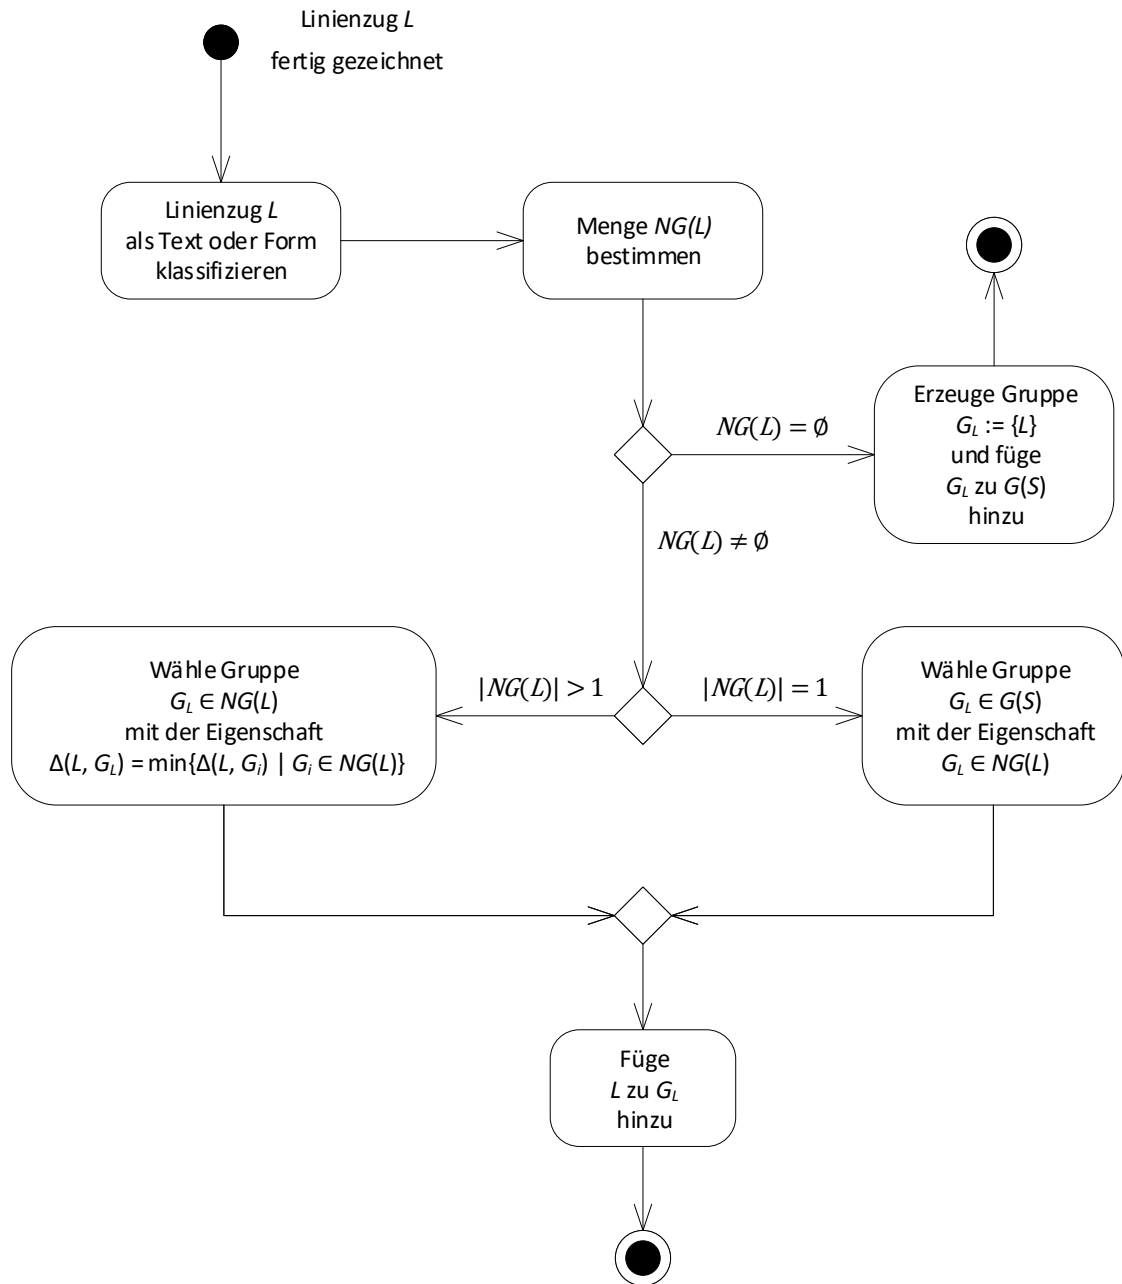 Linienzug L
fertig gezeichnet
Linienzug L
als Text oder Form
klassifizieren
Menge NG(L)
bestimmen
NG(L) = ∅
Erzeuge Gruppe
G_L := {L}
und füge
G_L zu G(S)
hinzu
NG(L) ≠ ∅
|NG(L)| > 1
|NG(L)| = 1
Wähle Gruppe
G_L ∈ NG(L)
mit der Eigenschaft
Δ(L, G_L) = min{Δ(L, G_i) | G_i ∈ NG(L)}
Wähle Gruppe
G_L ∈ G(S)
mit der Eigenschaft
G_L ∈ NG(L)
Füge
L zu G_L
hinzu